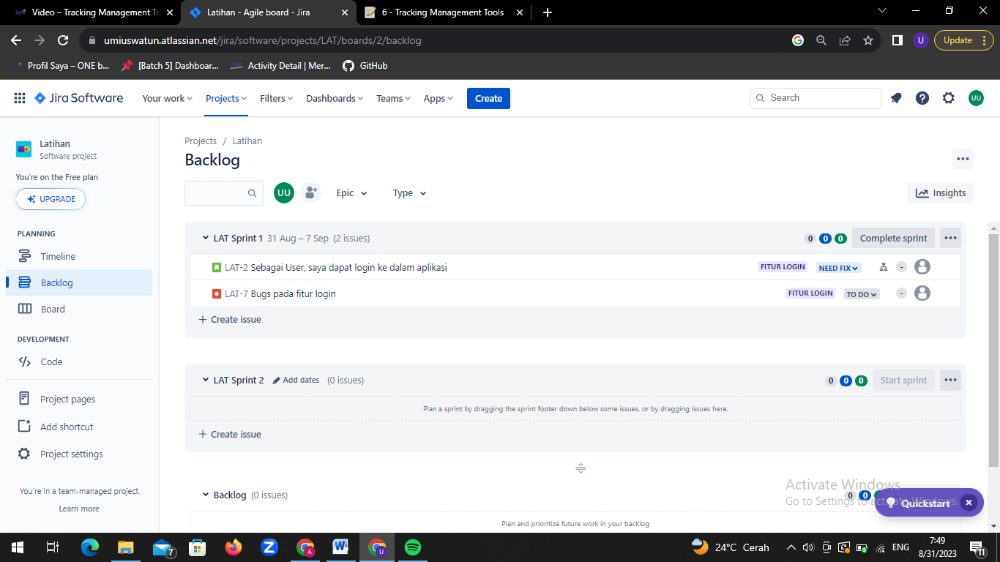 Video – Tracking Management To
Latihan - Agile board - Jira
6 - Tracking Management Tools
umiuswatun.atlassian.net/jira/software/projects/LAT/boards/2/backlog
U
Update
Profil Saya – ONE b...
[Batch 5] Dashboar...
Activity Detail | Mer...
GitHub
Jira Software
Your work
Projects
Filters
Dashboards
Teams
Apps
Create
Search
UU
Latihan
Software project
You're on the Free plan
UPGRADE
PLANNING
Timeline
Backlog
Board
DEVELOPMENT
Code
Project pages
Add shortcut
Project settings
You're in a team-managed project
Learn more
Projects / Latihan
Backlog
UU
Epic
Type
Insights
LAT Sprint 1 31 Aug – 7 Sep (2 issues)
0 0 0 Complete sprint
LAT-2 Sebagai User, saya dapat login ke dalam aplikasi FITUR LOGIN NEED FIX -
LAT-7 Bugs pada fitur login FITUR LOGIN TO DO -
+ Create issue
LAT Sprint 2 Add dates (0 issues)
0 0 0 Start sprint
Plan a sprint by dragging the sprint footer down below some issues, or by dragging issues here.
+ Create issue
Backlog (0 issues)
0 0
Plan and prioritize future work in your backlog
Activate Windows
Go to Settings to activate Windows.
Quickstart
7
A
W
U
24°C Cerah
ENG
7:49
8/31/2023
11